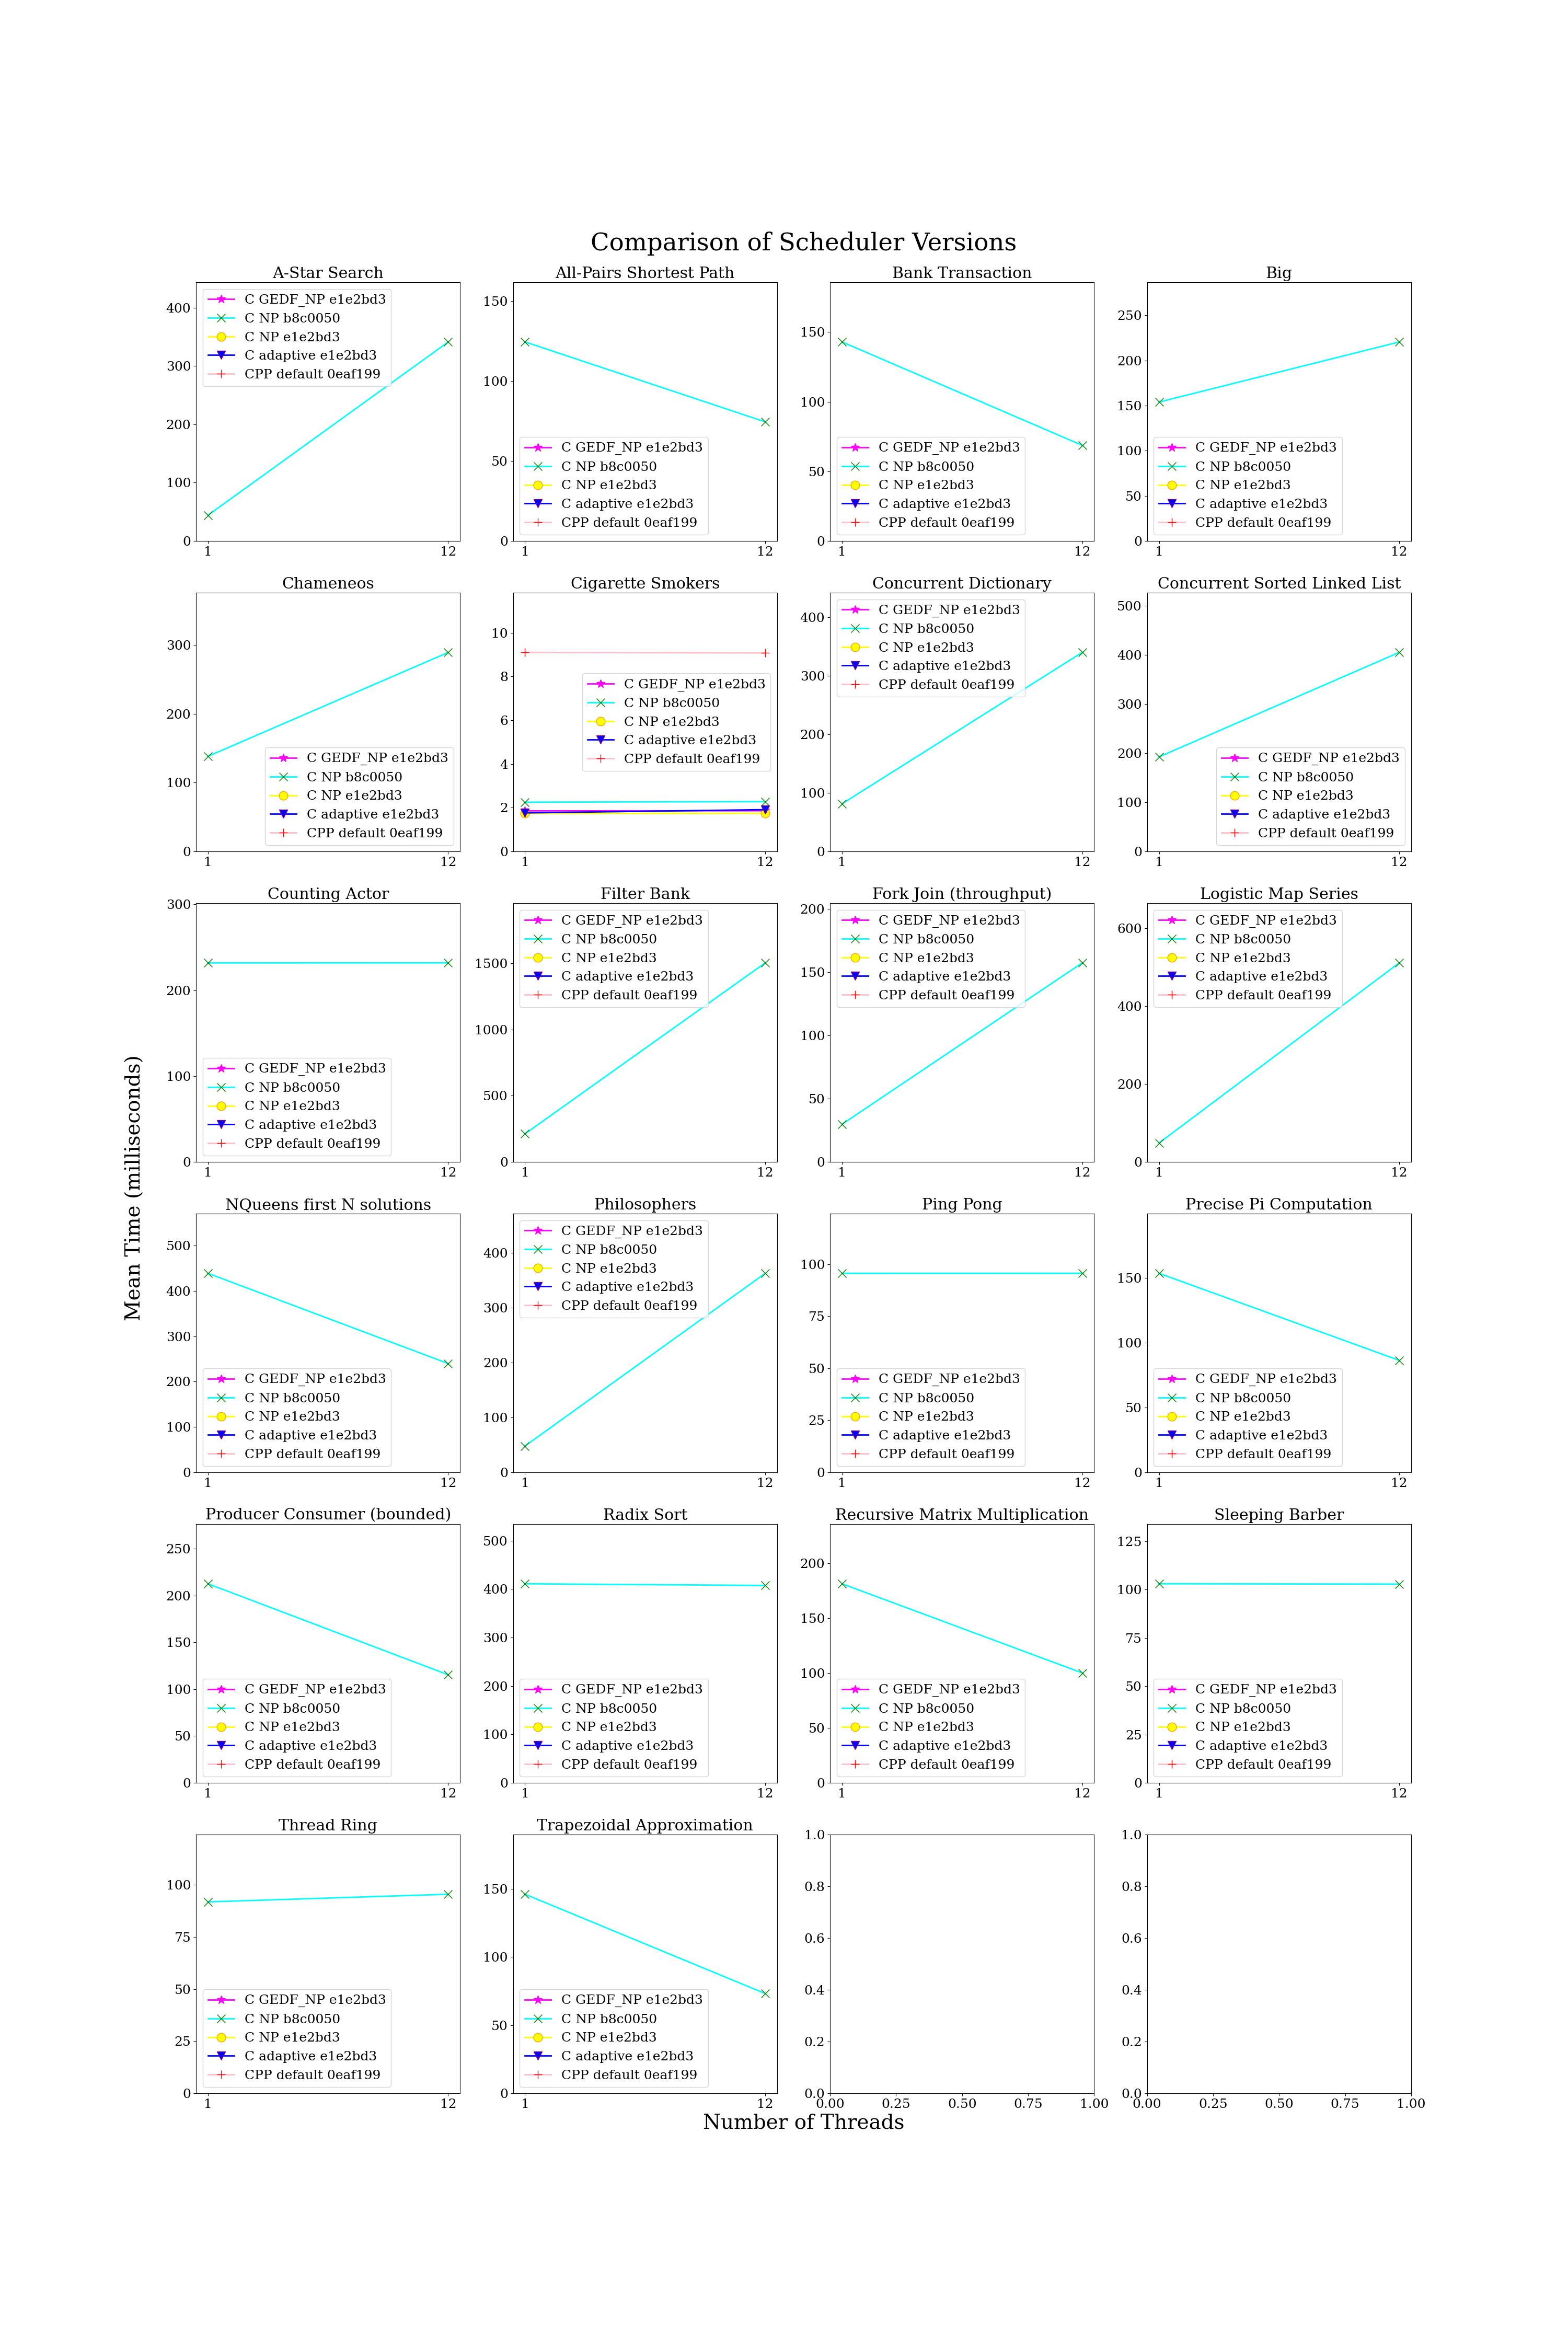 Comparison of Scheduler Versions
A-Star Search
400
300
200
100
0
1
12
C GEDF_NP e1e2bd3
C NP b8c0050
C NP e1e2bd3
C adaptive e1e2bd3
CPP default 0eaf199
All-Pairs Shortest Path
150
100
50
0
1
12
C GEDF_NP e1e2bd3
C NP b8c0050
C NP e1e2bd3
C adaptive e1e2bd3
CPP default 0eaf199
Bank Transaction
150
100
50
0
1
12
C GEDF_NP e1e2bd3
C NP b8c0050
C NP e1e2bd3
C adaptive e1e2bd3
CPP default 0eaf199
Big
250
200
150
100
50
0
1
12
C GEDF_NP e1e2bd3
C NP b8c0050
C NP e1e2bd3
C adaptive e1e2bd3
CPP default 0eaf199
Chameneos
300
200
100
0
1
12
C GEDF_NP e1e2bd3
C NP b8c0050
C NP e1e2bd3
C adaptive e1e2bd3
CPP default 0eaf199
Cigarette Smokers
10
8
6
4
2
0
1
12
C GEDF_NP e1e2bd3
C NP b8c0050
C NP e1e2bd3
C adaptive e1e2bd3
CPP default 0eaf199
Concurrent Dictionary
400
300
200
100
0
1
12
C GEDF_NP e1e2bd3
C NP b8c0050
C NP e1e2bd3
C adaptive e1e2bd3
CPP default 0eaf199
Concurrent Sorted Linked List
500
400
300
200
100
0
1
12
C GEDF_NP e1e2bd3
C NP b8c0050
C NP e1e2bd3
C adaptive e1e2bd3
CPP default 0eaf199
Counting Actor
300
200
100
0
1
12
C GEDF_NP e1e2bd3
C NP b8c0050
C NP e1e2bd3
C adaptive e1e2bd3
CPP default 0eaf199
Filter Bank
1500
1000
500
0
1
12
C GEDF_NP e1e2bd3
C NP b8c0050
C NP e1e2bd3
C adaptive e1e2bd3
CPP default 0eaf199
Fork Join (throughput)
200
150
100
50
0
1
12
C GEDF_NP e1e2bd3
C NP b8c0050
C NP e1e2bd3
C adaptive e1e2bd3
CPP default 0eaf199
Logistic Map Series
600
400
200
0
1
12
C GEDF_NP e1e2bd3
C NP b8c0050
C NP e1e2bd3
C adaptive e1e2bd3
CPP default 0eaf199
Mean Time (milliseconds)
NQueens first N solutions
500
400
300
200
100
0
1
12
C GEDF_NP e1e2bd3
C NP b8c0050
C NP e1e2bd3
C adaptive e1e2bd3
CPP default 0eaf199
Philosophers
400
300
200
100
0
1
12
C GEDF_NP e1e2bd3
C NP b8c0050
C NP e1e2bd3
C adaptive e1e2bd3
CPP default 0eaf199
Ping Pong
100
75
50
25
0
1
12
C GEDF_NP e1e2bd3
C NP b8c0050
C NP e1e2bd3
C adaptive e1e2bd3
CPP default 0eaf199
Precise Pi Computation
150
100
50
0
1
12
C GEDF_NP e1e2bd3
C NP b8c0050
C NP e1e2bd3
C adaptive e1e2bd3
CPP default 0eaf199
Producer Consumer (bounded)
250
200
150
100
50
0
1
12
C GEDF_NP e1e2bd3
C NP b8c0050
C NP e1e2bd3
C adaptive e1e2bd3
CPP default 0eaf199
Radix Sort
500
400
300
200
100
0
1
12
C GEDF_NP e1e2bd3
C NP b8c0050
C NP e1e2bd3
C adaptive e1e2bd3
CPP default 0eaf199
Recursive Matrix Multiplication
200
150
100
50
0
1
12
C GEDF_NP e1e2bd3
C NP b8c0050
C NP e1e2bd3
C adaptive e1e2bd3
CPP default 0eaf199
Sleeping Barber
125
100
75
50
25
0
1
12
C GEDF_NP e1e2bd3
C NP b8c0050
C NP e1e2bd3
C adaptive e1e2bd3
CPP default 0eaf199
Thread Ring
100
75
50
25
0
1
12
C GEDF_NP e1e2bd3
C NP b8c0050
C NP e1e2bd3
C adaptive e1e2bd3
CPP default 0eaf199
Trapezoidal Approximation
150
100
50
0
1
12
C GEDF_NP e1e2bd3
C NP b8c0050
C NP e1e2bd3
C adaptive e1e2bd3
CPP default 0eaf199
1.0
0.8
0.6
0.4
0.2
0.0
0.00 0.25 0.50 0.75 1.00
1.0
0.8
0.6
0.4
0.2
0.0
0.00 0.25 0.50 0.75 1.00
Number of Threads